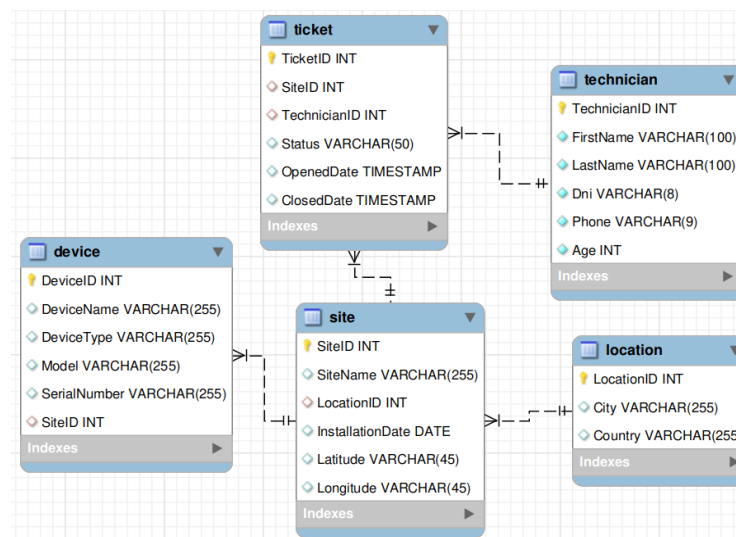 ticket
TicketID INT
SiteID INT
TechnicianID INT
Status VARCHAR(50)
OpenedDate TIMESTAMP
ClosedDate TIMESTAMP
Indexes
technician
TechnicianID INT
FirstName VARCHAR(100)
LastName VARCHAR(100)
Dni VARCHAR(8)
Phone VARCHAR(9)
Age INT
Indexes
device
DeviceID INT
DeviceName VARCHAR(255)
DeviceType VARCHAR(255)
Model VARCHAR(255)
SerialNumber VARCHAR(255)
SiteID INT
Indexes
site
SiteID INT
SiteName VARCHAR(255)
LocationID INT
InstallationDate DATE
Latitude VARCHAR(45)
Longitude VARCHAR(45)
Indexes
location
LocationID INT
City VARCHAR(255)
Country VARCHAR(255)
Indexes